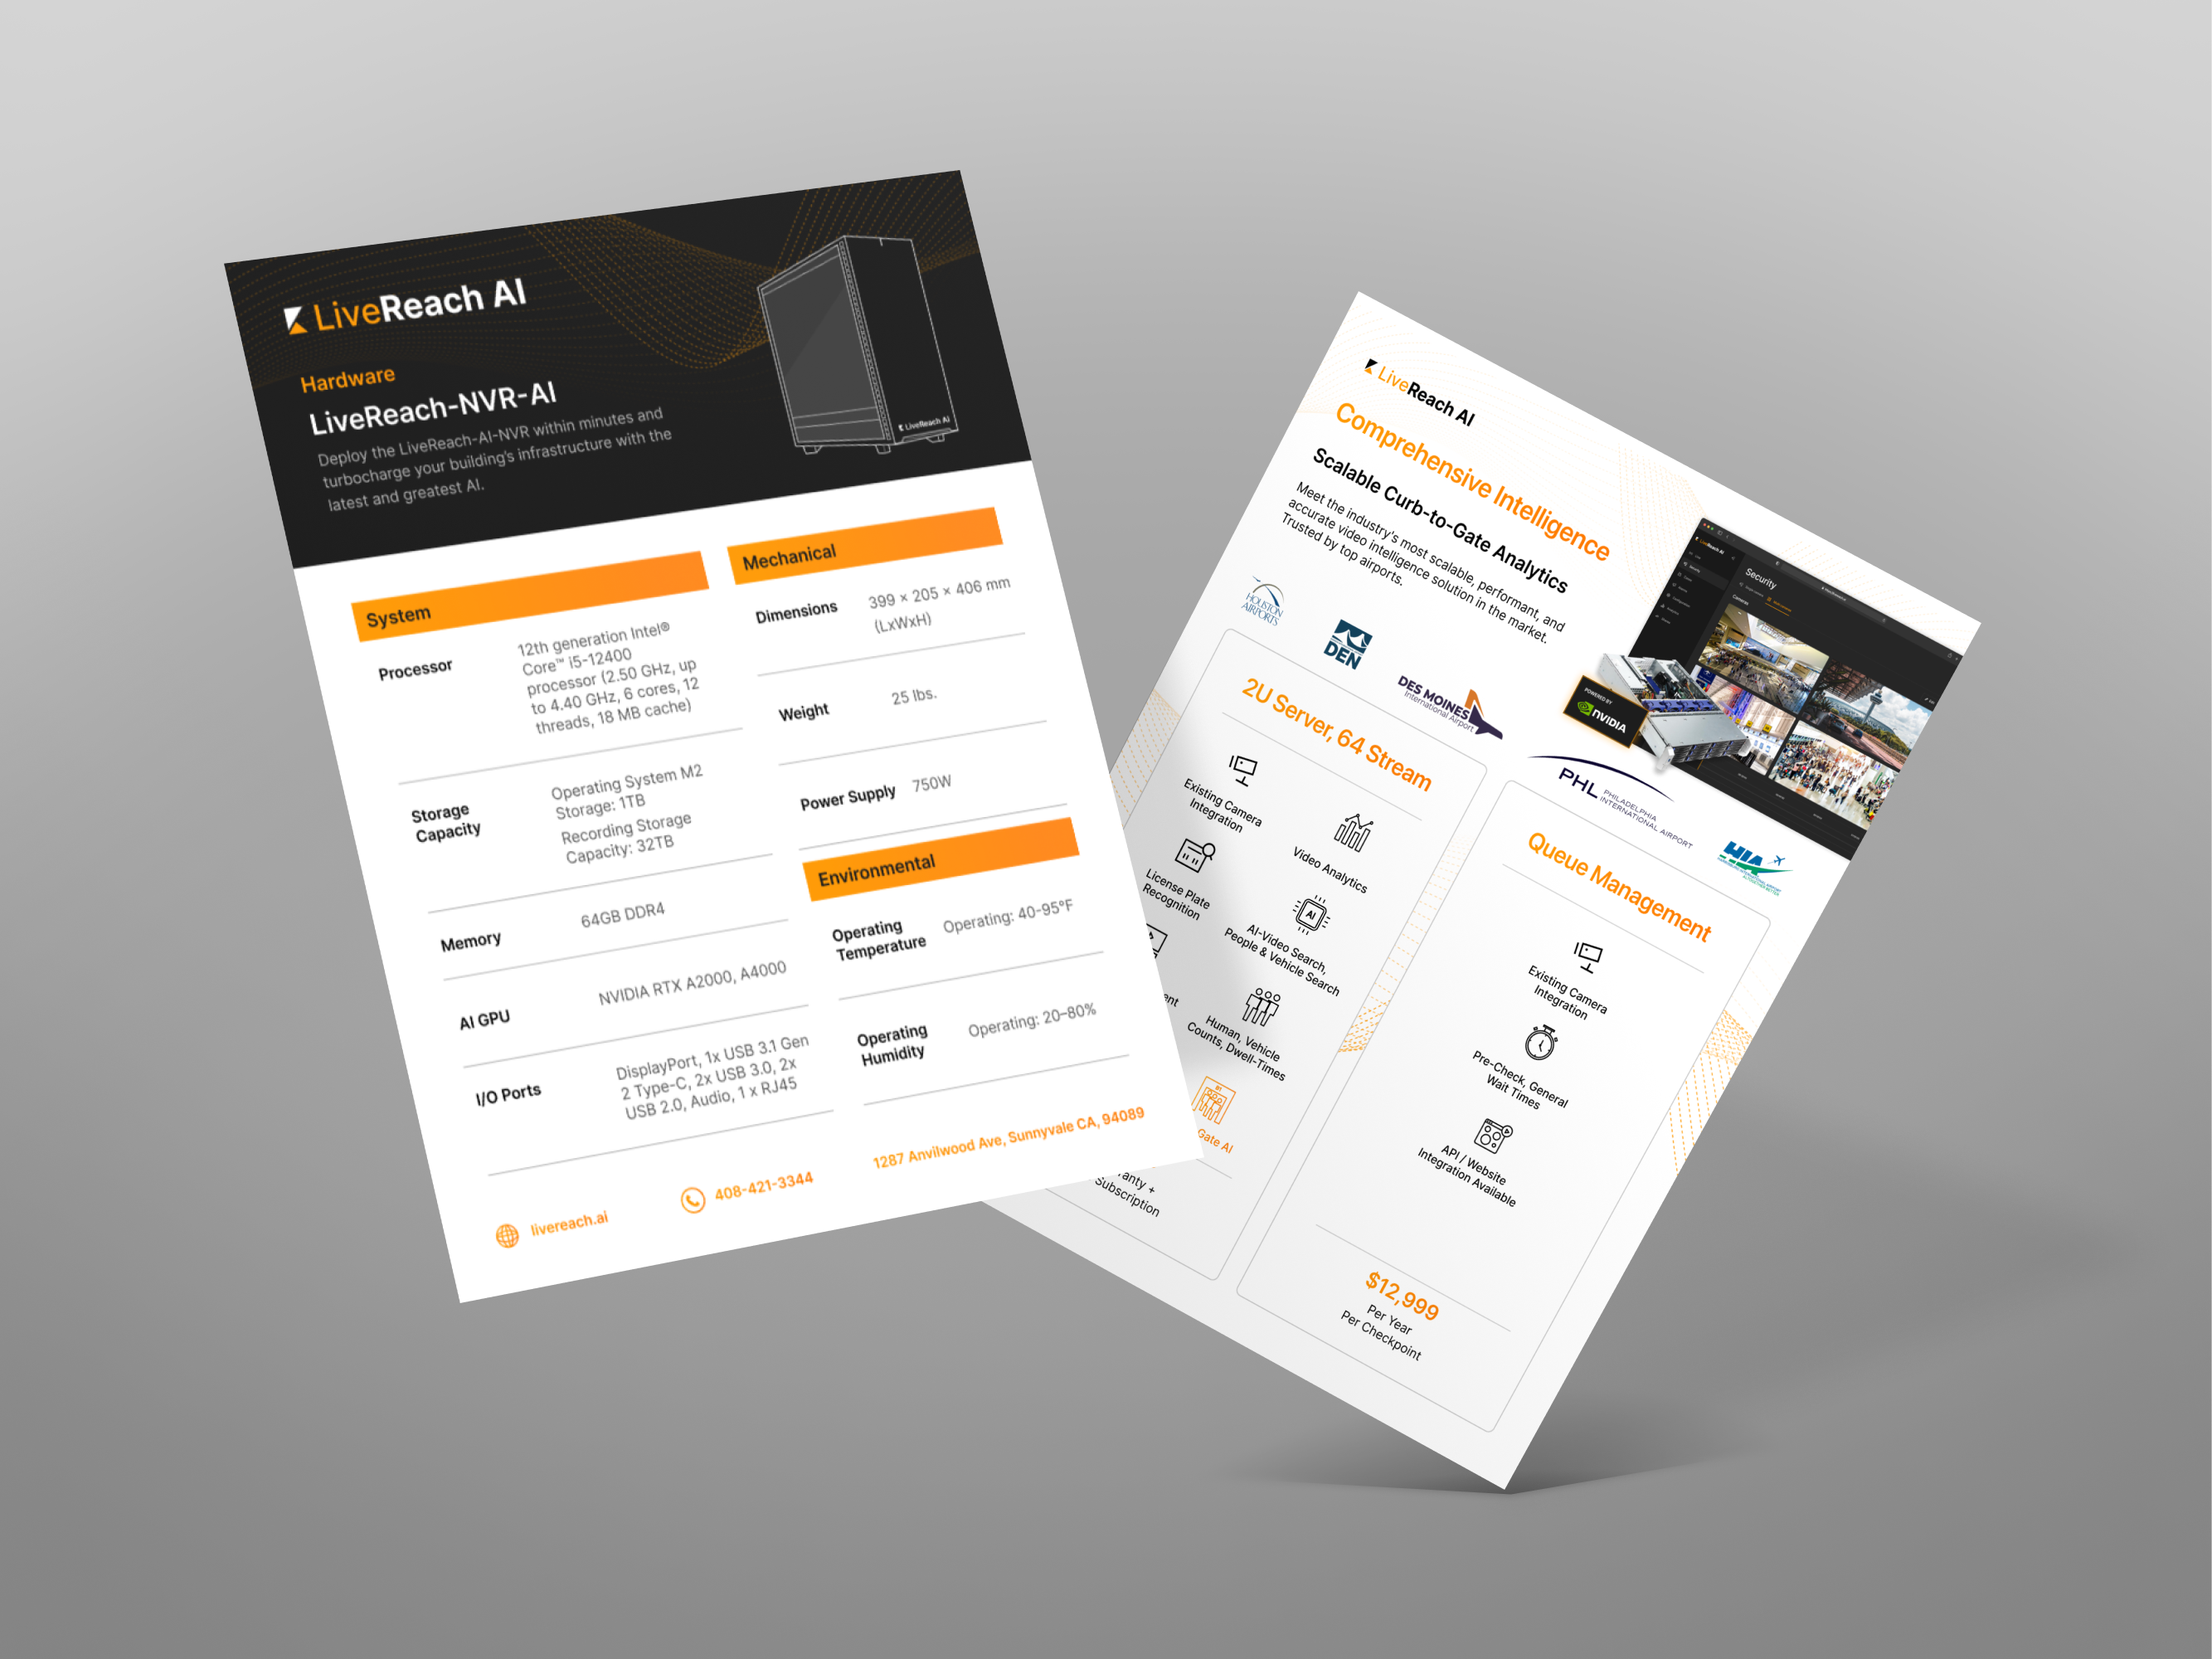 LiveReach AI
Hardware
LiveReach-NVR-AI
Deploy the LiveReach-AI-NVR within minutes and
turbocharge your building's infrastructure with the
latest and greatest AI.
LiveReach AI
System
Processor
12th generation Intel®
Core™ i5-12400
processor (2.50 GHz, up
to 4.40 GHz, 6 cores, 12
threads, 18 MB cache)
Storage
Capacity
Operating System M2
Storage: 1TB
Recording Storage
Capacity: 32TB
Memory
64GB DDR4
AI GPU
NVIDIA RTX A2000, A4000
I/O Ports
DisplayPort, 1x USB 3.1 Gen
2 Type-C, 2x USB 3.0, 2x
USB 2.0, Audio, 1 x RJ45
Mechanical
Dimensions
399 × 205 × 406 mm
(LxWxH)
Weight
25 lbs.
Power Supply
750W
Environmental
Operating
Temperature
Operating: 40-95°F
Operating
Humidity
Operating: 20-80%
livereach.ai
408-421-3344
1287 Anvilwood Ave, Sunnyvale CA, 94089
LiveReach AI
Comprehensive Intelligence
Scalable Curb-to-Gate Analytics
Meet the industry's most scalable, performant, and
accurate video intelligence solution in the market.
Trusted by top airports.
HOUSTON
AIRPORTS
DEN
DES MOINES
International Airport
PHL
PHILADELPHIA
INTERNATIONAL AIRPORT
HIA
LiveReach AI
Security
Cameras
POWERED BY
NVIDIA
2U Server, 64 Stream
Existing Camera
Integration
Video Analytics
License Plate
Recognition
AI-Video Search,
People & Vehicle Search
ent
Human, Vehicle
Counts, Dwell-Times
Gate AI
ranty +
Subscription
Queue Management
Existing Camera
Integration
Pre-Check, General
Wait Times
API / Website
Integration Available
$12,999
Per Year
Per Checkpoint